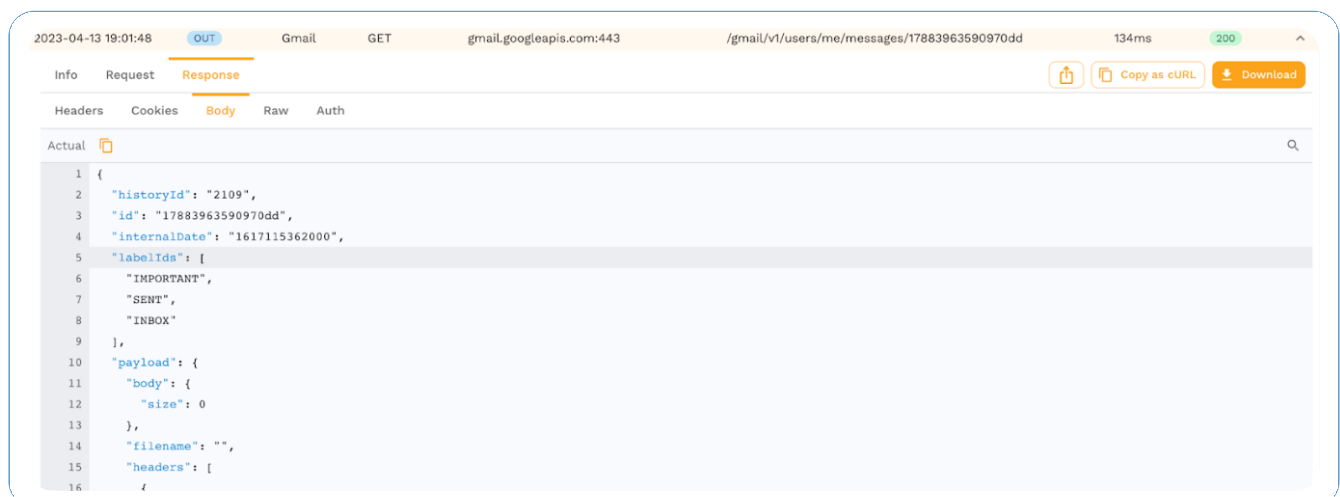 2023-04-13 19:01:48 OUT Gmail GET gmail.googleapis.com:443 /gmail/v1/users/me/messages/17883963590970dd 134ms 200
Info Request Response Copy as cURL Download
Headers Cookies Body Raw Auth
Actual
1 {
2 "historyId": "2109",
3 "id": "17883963590970dd",
4 "internalDate": "1617115362000",
5 "labelIds": [
6 "IMPORTANT",
7 "SENT",
8 "INBOX"
9 ],
10 "payload": {
11 "body": {
12 "size": 0
13 },
14 "filename": "",
15 "headers": [
16 {